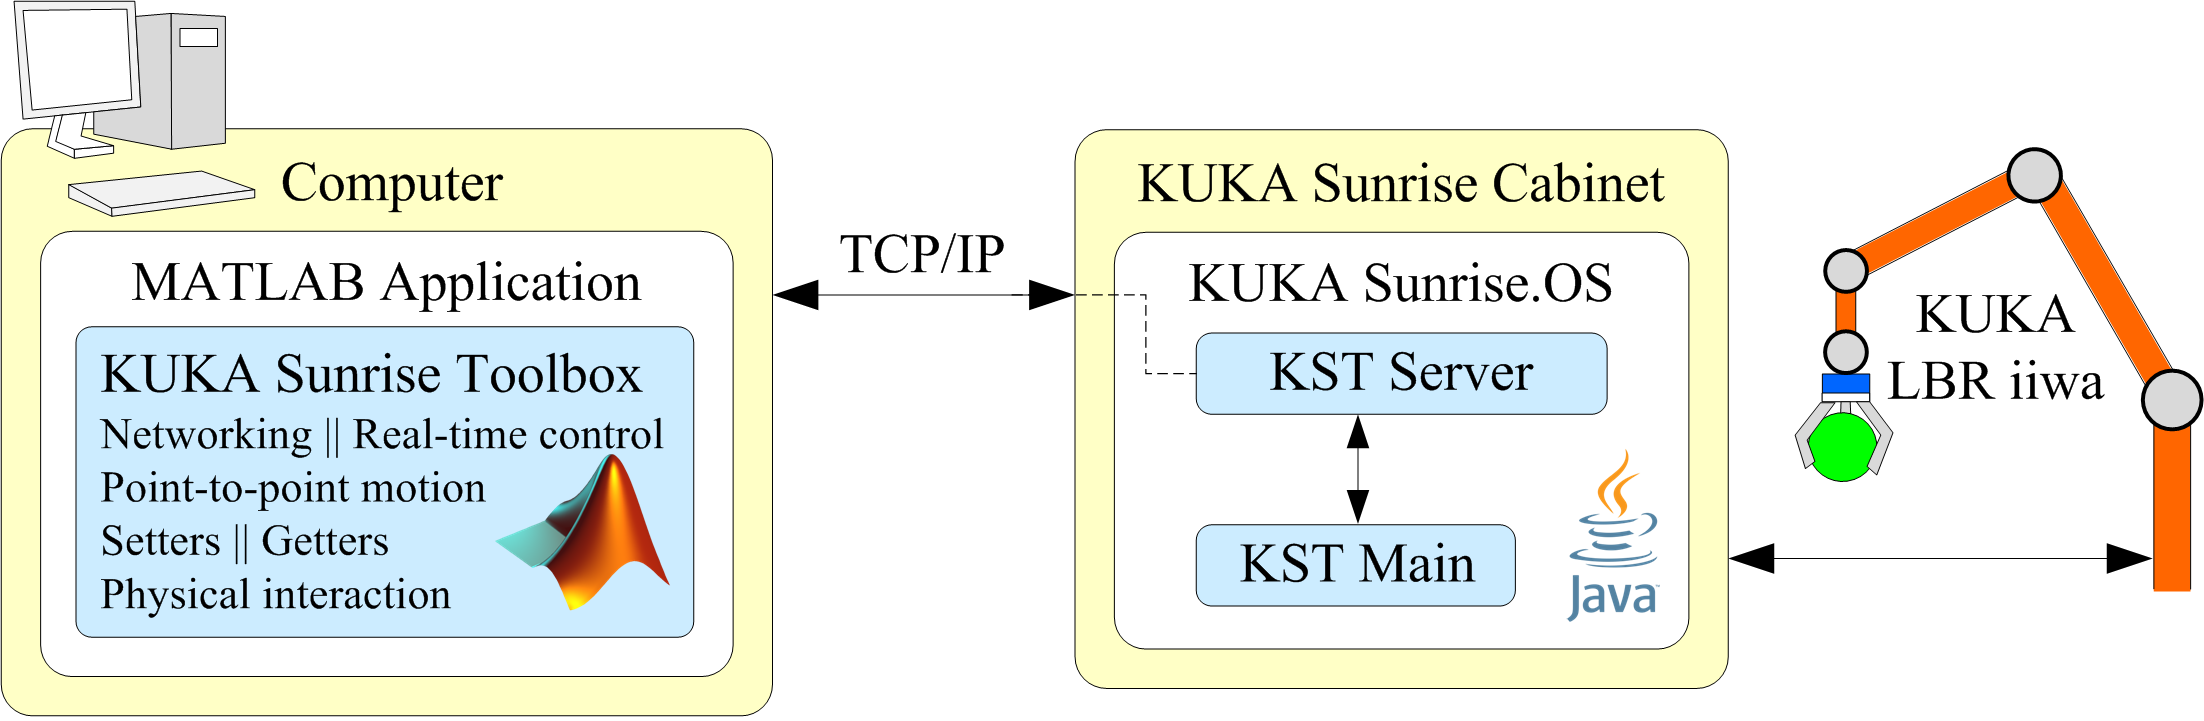 Computer
MATLAB Application
KUKA Sunrise Toolbox
Networking || Real-time control
Point-to-point motion
Setters || Getters
Physical interaction
TCP/IP
KUKA Sunrise Cabinet
KUKA Sunrise.OS
KST Server
KST Main
Java™
KUKA
LBR iiwa